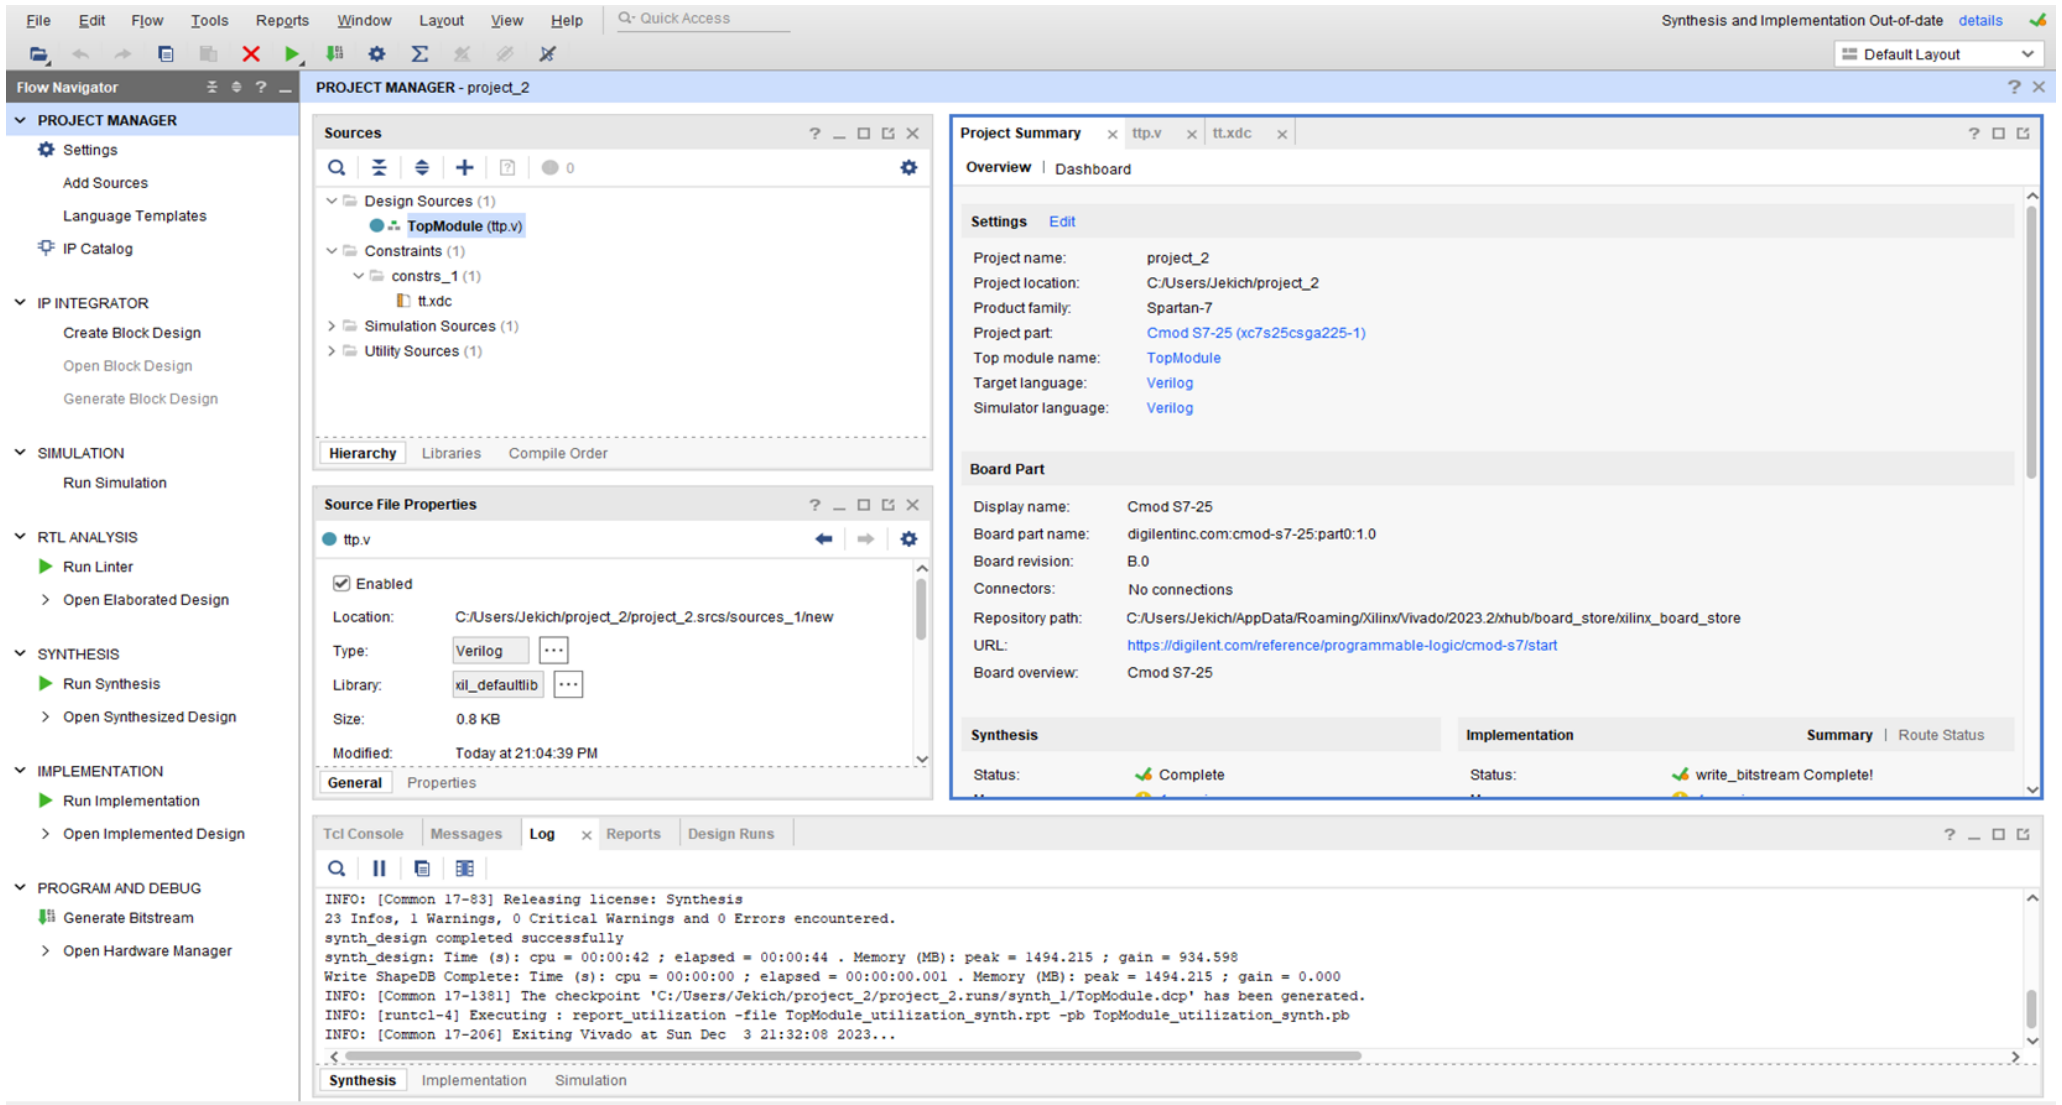 File Edit Flow Tools Reports Window Layout View Help Q- Quick Access
Synthesis and Implementation Out-of-date details
Default Layout
Flow Navigator
PROJECT MANAGER
Settings
Add Sources
Language Templates
IP Catalog
IP INTEGRATOR
Create Block Design
Open Block Design
Generate Block Design
SIMULATION
Run Simulation
RTL ANALYSIS
Run Linter
Open Elaborated Design
SYNTHESIS
Run Synthesis
Open Synthesized Design
IMPLEMENTATION
Run Implementation
Open Implemented Design
PROGRAM AND DEBUG
Generate Bitstream
Open Hardware Manager
PROJECT MANAGER - project_2
Sources
0
Design Sources (1)
TopModule (ttp.v)
Constraints (1)
constrs_1 (1)
tt.xdc
Simulation Sources (1)
Utility Sources (1)
Hierarchy Libraries Compile Order
Source File Properties
ttp.v
Enabled
Location: C:/Users/Jekich/project_2/project_2.srcs/sources_1/new
Type: Verilog ...
Library: xil_defaultlib ...
Size: 0.8 KB
Modified: Today at 21:04:39 PM
General Properties
Project Summary ttp.v tt.xdc
Overview | Dashboard
Settings Edit
Project name: project_2
Project location: C:/Users/Jekich/project_2
Product family: Spartan-7
Project part: Cmod S7-25 (xc7s25csga225-1)
Top module name: TopModule
Target language: Verilog
Simulator language: Verilog
Board Part
Display name: Cmod S7-25
Board part name: digilentinc.com:cmod-s7-25:part0:1.0
Board revision: B.0
Connectors: No connections
Repository path: C:/Users/Jekich/AppData/Roaming/Xilinx/Vivado/2023.2/xhub/board_store/xilinx_board_store
URL: https://digilent.com/reference/programmable-logic/cmod-s7/start
Board overview: Cmod S7-25
Synthesis
Status: Complete
Implementation Summary | Route Status
Status: write_bitstream Complete!
Tcl Console Messages Log Reports Design Runs
INFO: [Common 17-83] Releasing license: Synthesis
23 Infos, 1 Warnings, 0 Critical Warnings and 0 Errors encountered.
synth_design completed successfully
synth_design: Time (s): cpu = 00:00:42 ; elapsed = 00:00:44 . Memory (MB): peak = 1494.215 ; gain = 934.598
Write ShapeDB Complete: Time (s): cpu = 00:00:00 ; elapsed = 00:00:00.001 . Memory (MB): peak = 1494.215 ; gain = 0.000
INFO: [Common 17-1381] The checkpoint 'C:/Users/Jekich/project_2/project_2.runs/synth_1/TopModule.dcp' has been generated.
INFO: [runtcl-4] Executing : report_utilization -file TopModule_utilization_synth.rpt -pb TopModule_utilization_synth.pb
INFO: [Common 17-206] Exiting Vivado at Sun Dec  3 21:32:08 2023...
Synthesis Implementation Simulation